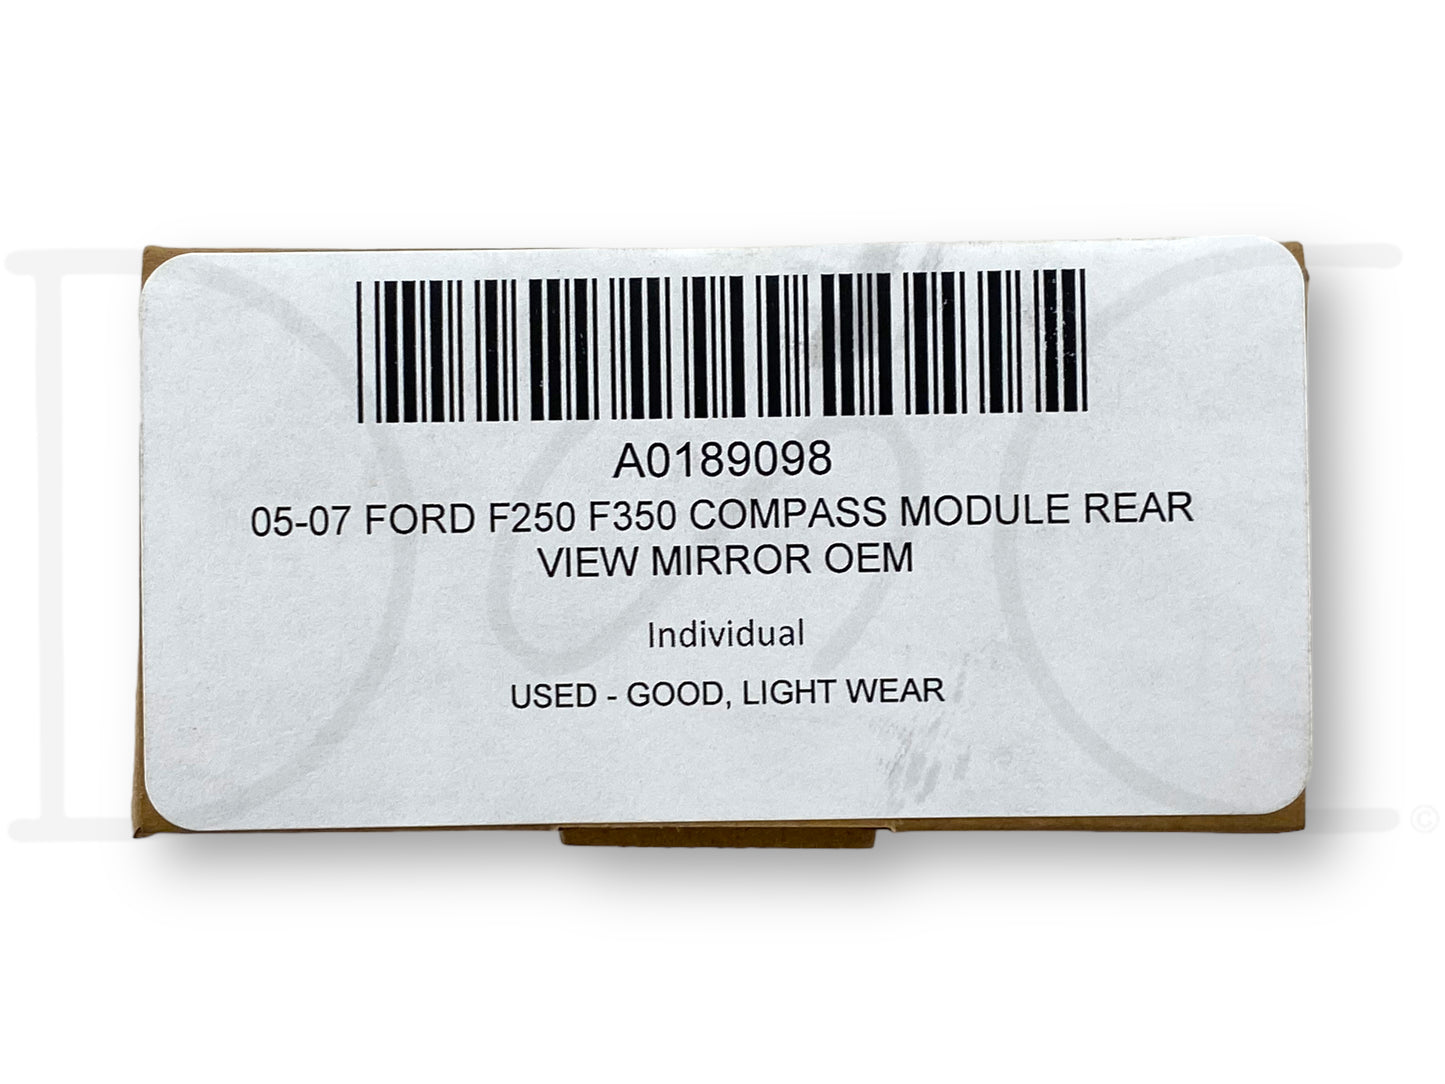 A0189098
05-07 FORD F250 F350 COMPASS MODULE REAR
VIEW MIRROR OEM
Individual
USED - GOOD, LIGHT WEAR
©